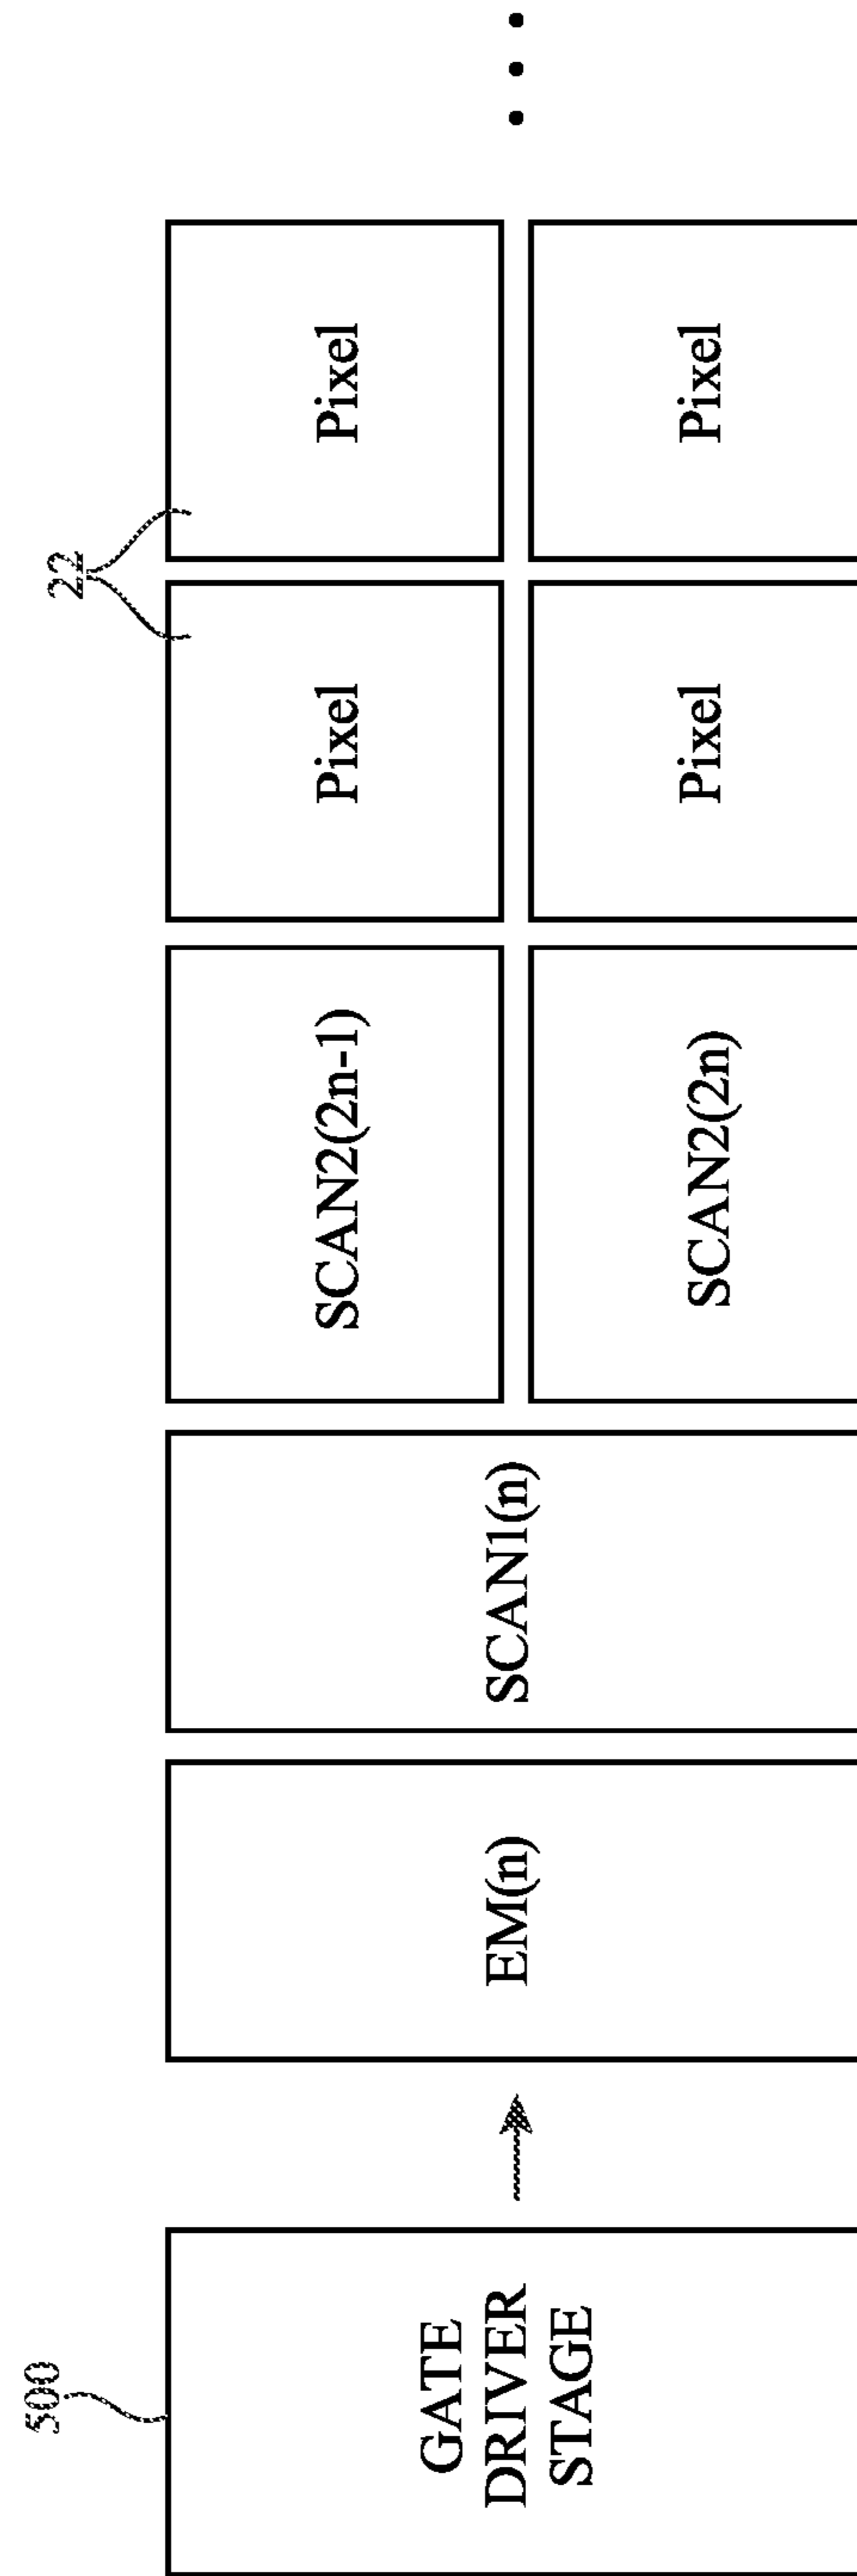 500
GATE
DRIVER
STAGE
EM(n)
SCAN1(n)
SCAN2(2n-1)
SCAN2(2n)
22
Pixel
Pixel
Pixel
Pixel